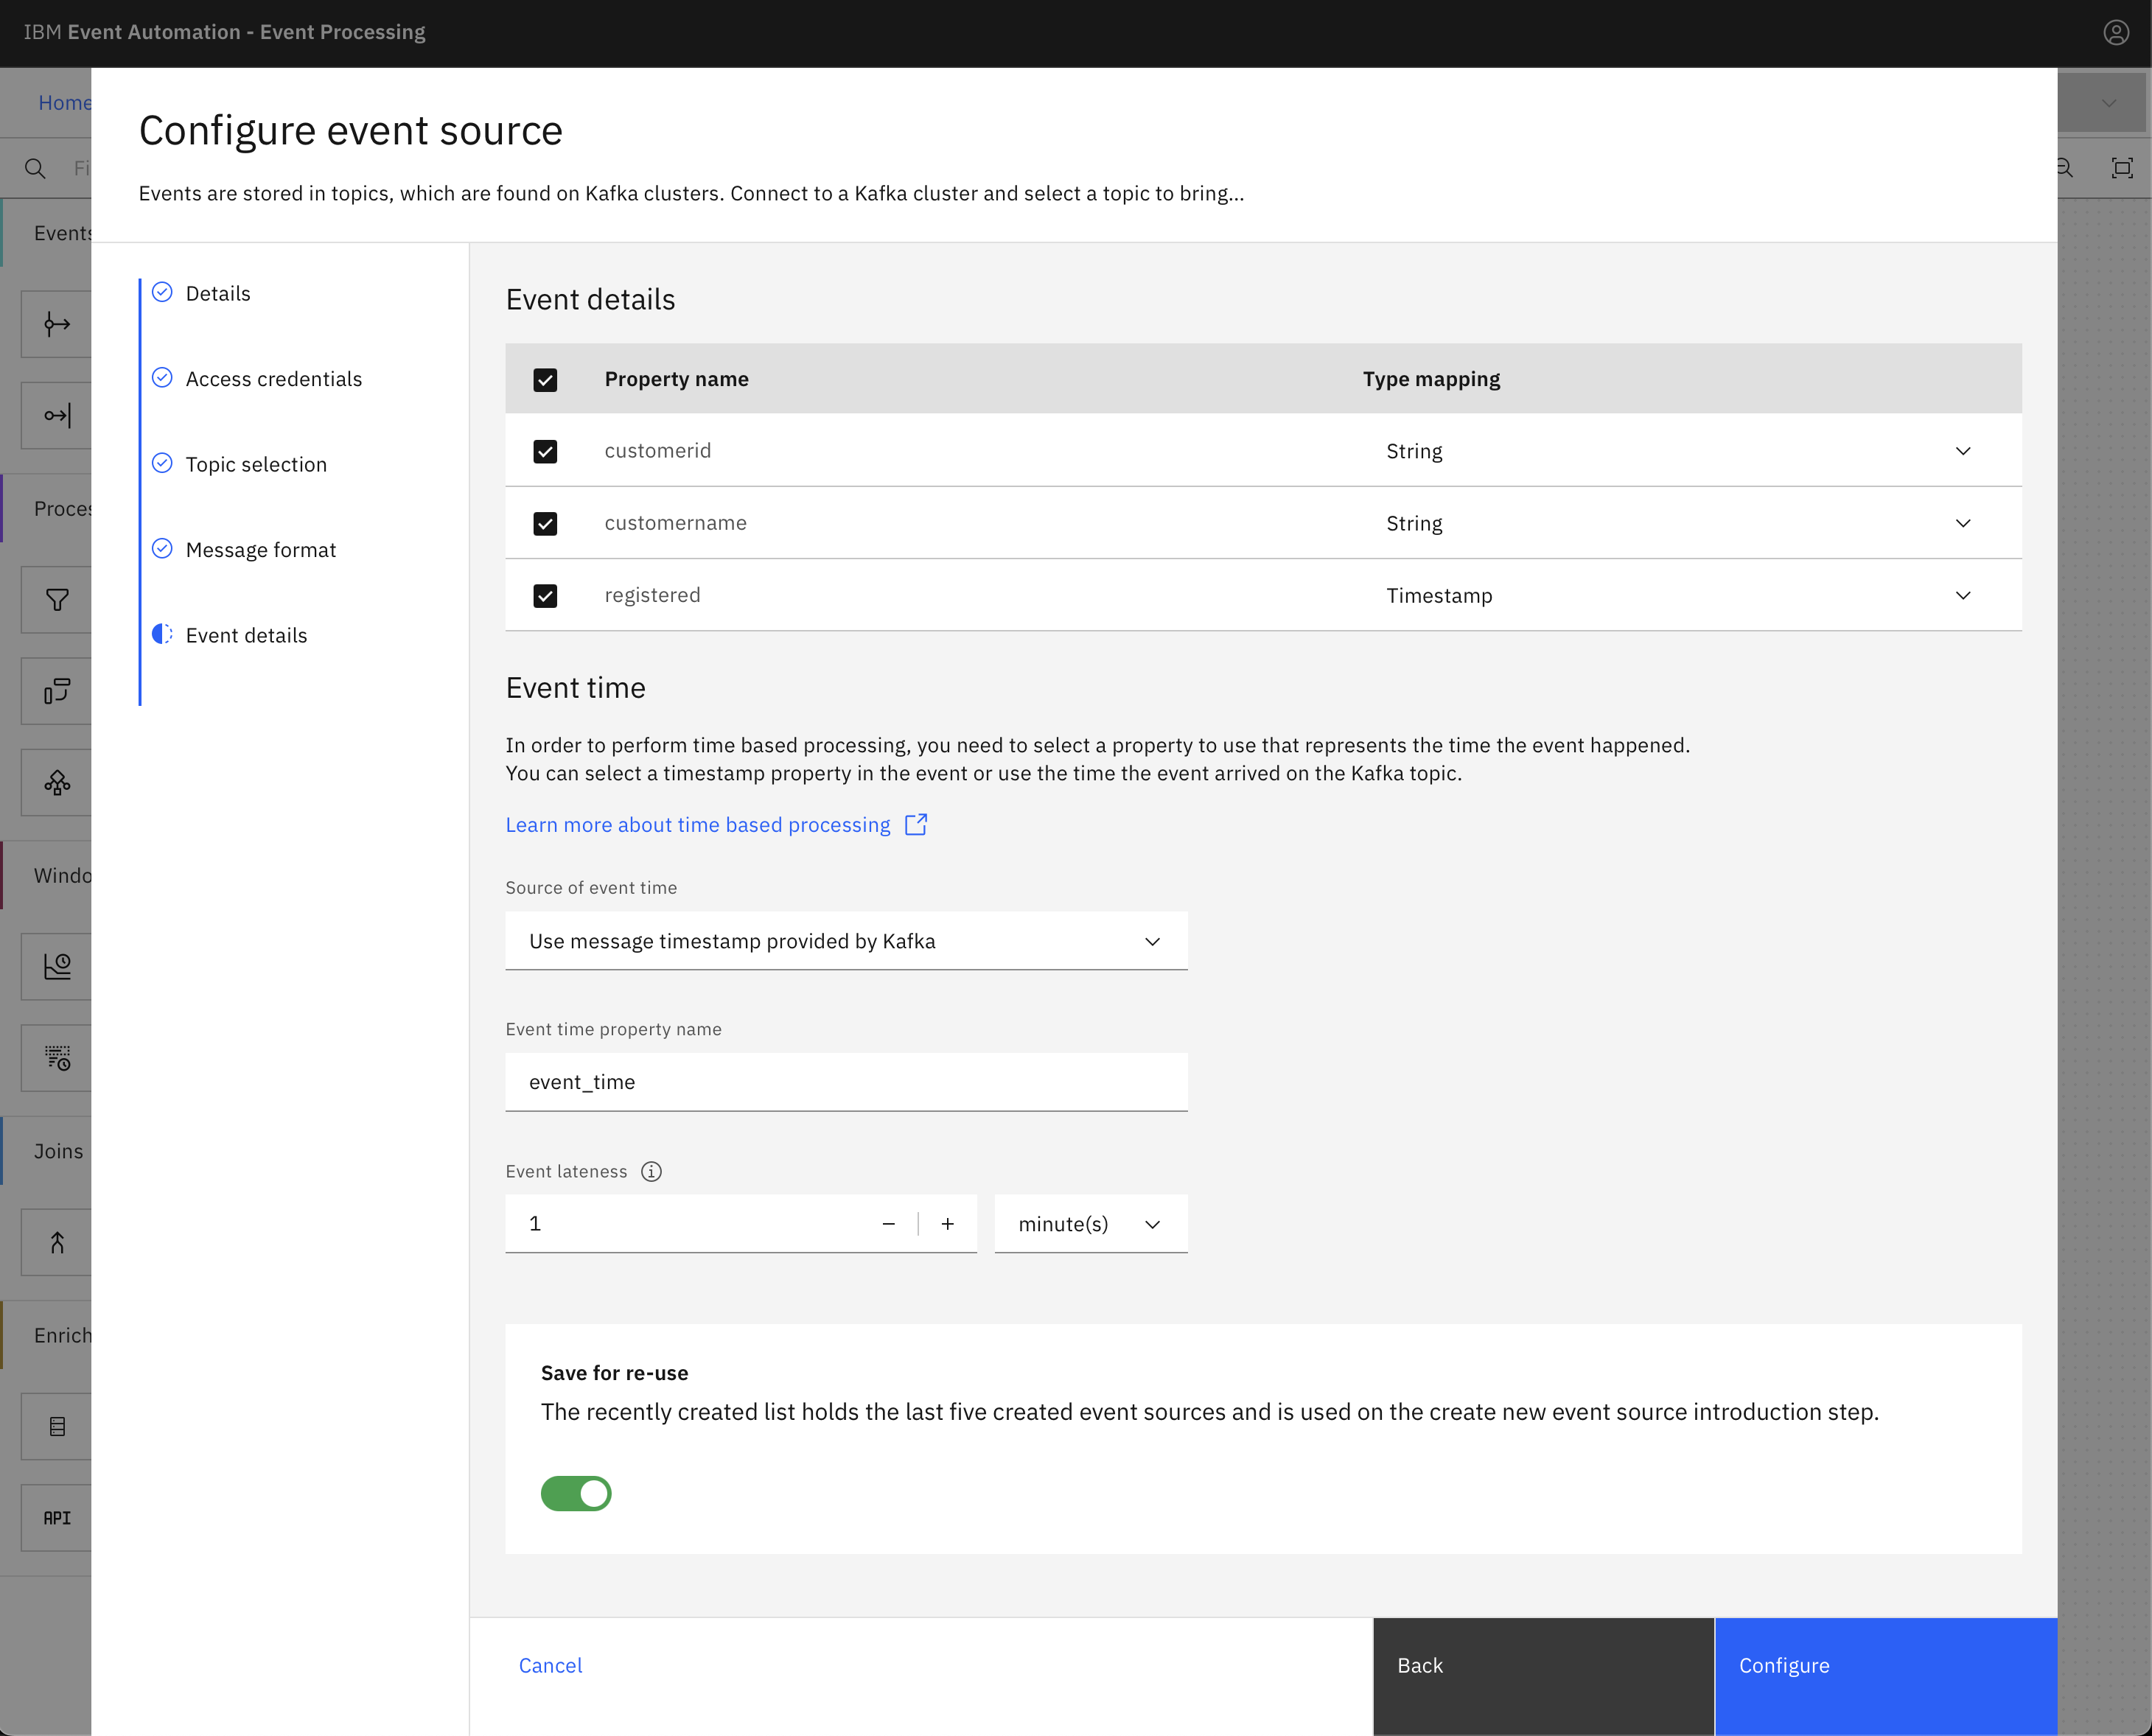 IBM Event Automation - Event Processing
Home
Configure event source
Events are stored in topics, which are found on Kafka clusters. Connect to a Kafka cluster and select a topic to bring...
Fi
Events
Proces
Windo
Joins
Enrich
API
Details
Access credentials
Topic selection
Message format
Event details
Event details
Property name Type mapping
customerid String
customername String
registered Timestamp
Event time
In order to perform time based processing, you need to select a property to use that represents the time the event happened.
You can select a timestamp property in the event or use the time the event arrived on the Kafka topic.
Learn more about time based processing
Source of event time
Use message timestamp provided by Kafka
Event time property name
event_time
Event lateness
1 minute(s)
Save for re-use
The recently created list holds the last five created event sources and is used on the create new event source introduction step.
Cancel Back Configure